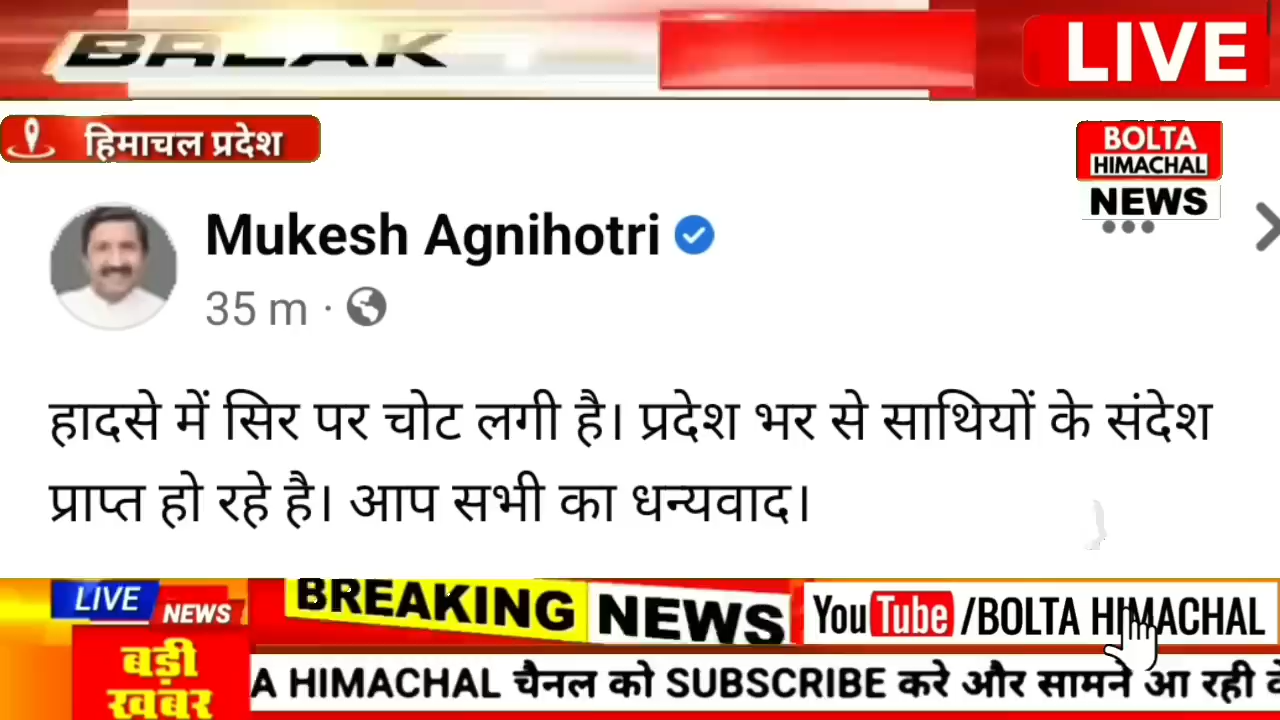 LIVE
हिमाचल प्रदेश
BOLTA
HIMACHAL
NEWS
Mukesh Agnihotri
35 m ·
हादसे में सिर पर चोट लगी है। प्रदेश भर से साथियों के संदेश
प्राप्त हो रहे है। आप सभी का धन्यवाद।
LIVE NEWS
BREAKING NEWS
YouTube /BOLTA HIMACHAL
बड़ी
खबर
A HIMACHAL चैनल को SUBSCRIBE करे और सामने आ रही